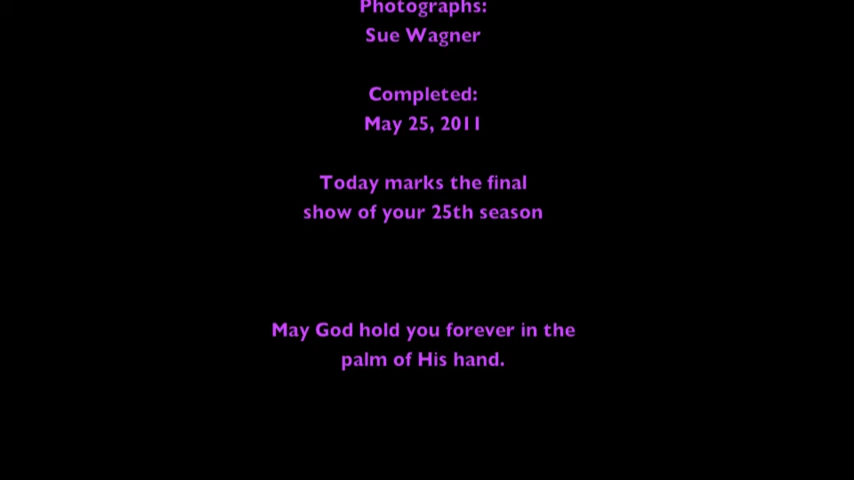 Photographs:
Sue Wagner
Completed:
May 25, 2011
Today marks the final
show of your 25th season
May God hold you forever in the
palm of His hand.